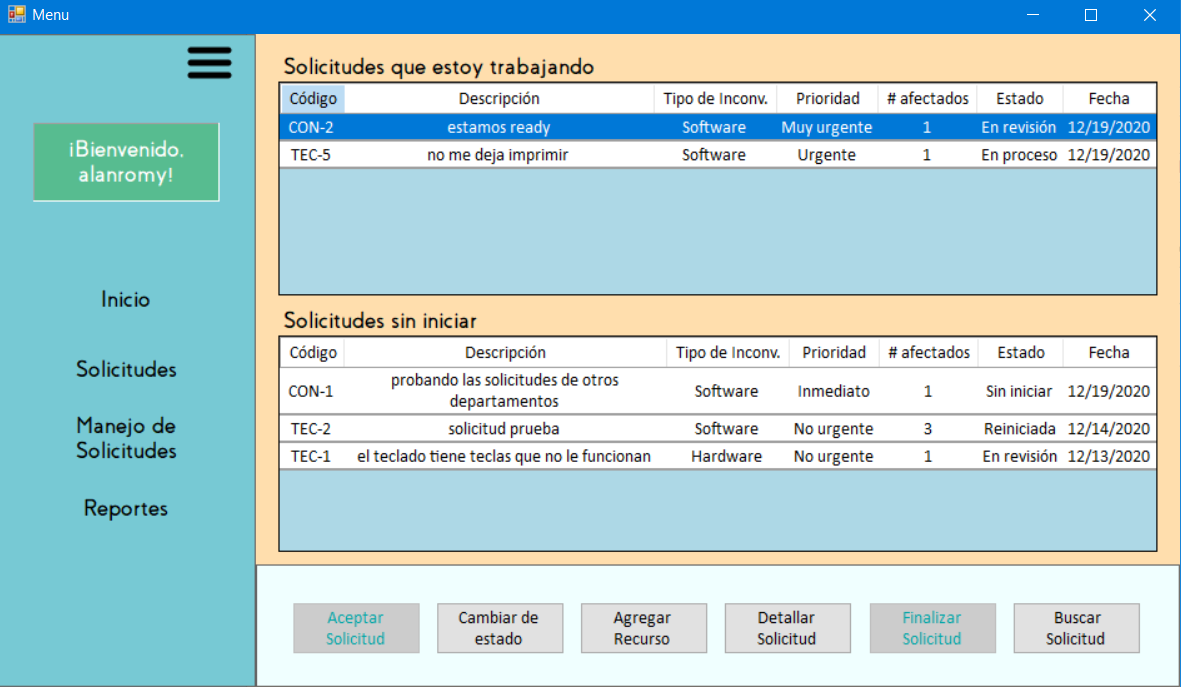 Menu
¡Bienvenido,
alanromy!
Inicio
Solicitudes
Manejo de
Solicitudes
Reportes
Solicitudes que estoy trabajando
Código Descripción Tipo de Inconv. Prioridad # afectados Estado Fecha
CON-2 estamos ready Software Muy urgente 1 En revisión 12/19/2020
TEC-5 no me deja imprimir Software Urgente 1 En proceso 12/19/2020
Solicitudes sin iniciar
Código Descripción Tipo de Inconv. Prioridad # afectados Estado Fecha
CON-1 probando las solicitudes de otros
departamentos Software Inmediato 1 Sin iniciar 12/19/2020
TEC-2 solicitud prueba Software No urgente 3 Reiniciada 12/14/2020
TEC-1 el teclado tiene teclas que no le funcionan Hardware No urgente 1 En revisión 12/13/2020
Aceptar
Solicitud
Cambiar de
estado
Agregar
Recurso
Detallar
Solicitud
Finalizar
Solicitud
Buscar
Solicitud